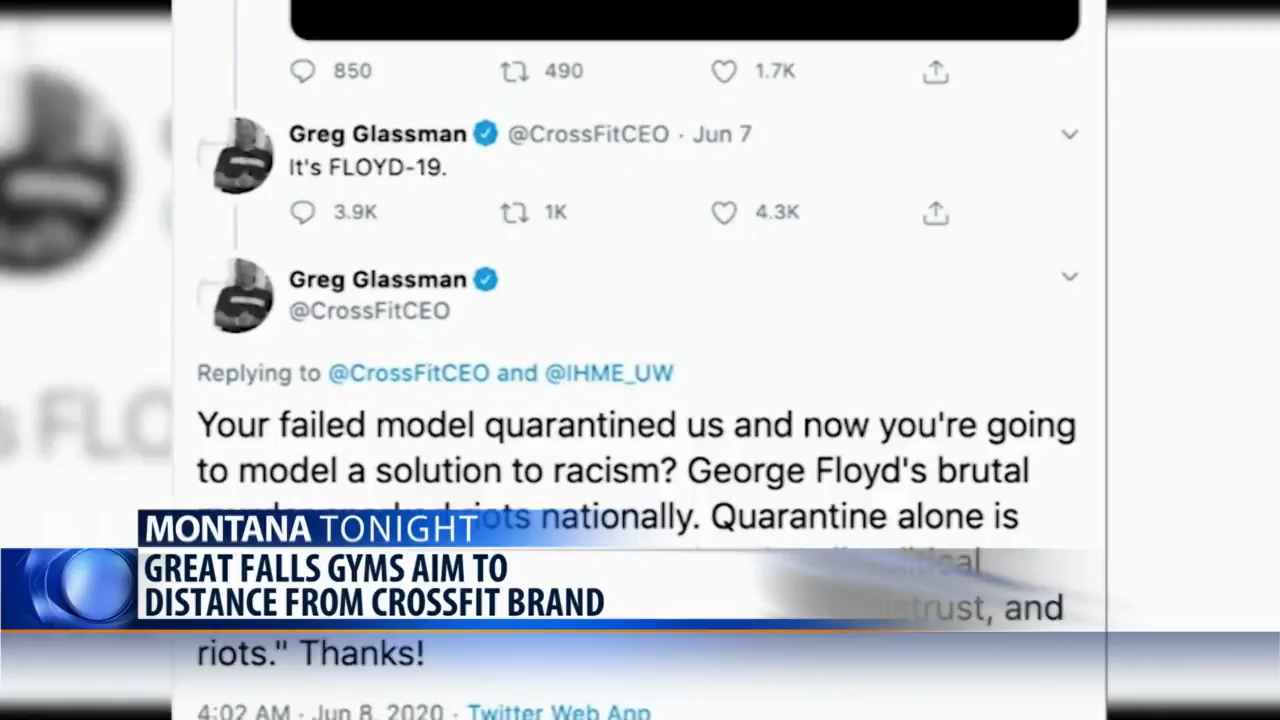 850 490 1.7K
Greg Glassman @CrossFitCEO · Jun 7
It's FLOYD-19.
3.9K 1K 4.3K
Greg Glassman
@CrossFitCEO
Replying to @CrossFitCEO and @IHME_UW
Your failed model quarantined us and now you're going
to model a solution to racism? George Floyd's brutal
nationally. Quarantine alone is
MONTANA TONIGHT
GREAT FALLS GYMS AIM TO
DISTANCE FROM CROSSFIT BRAND
and
riots." Thanks!
4:02 AM · Jun 8, 2020 · Twitter Web App